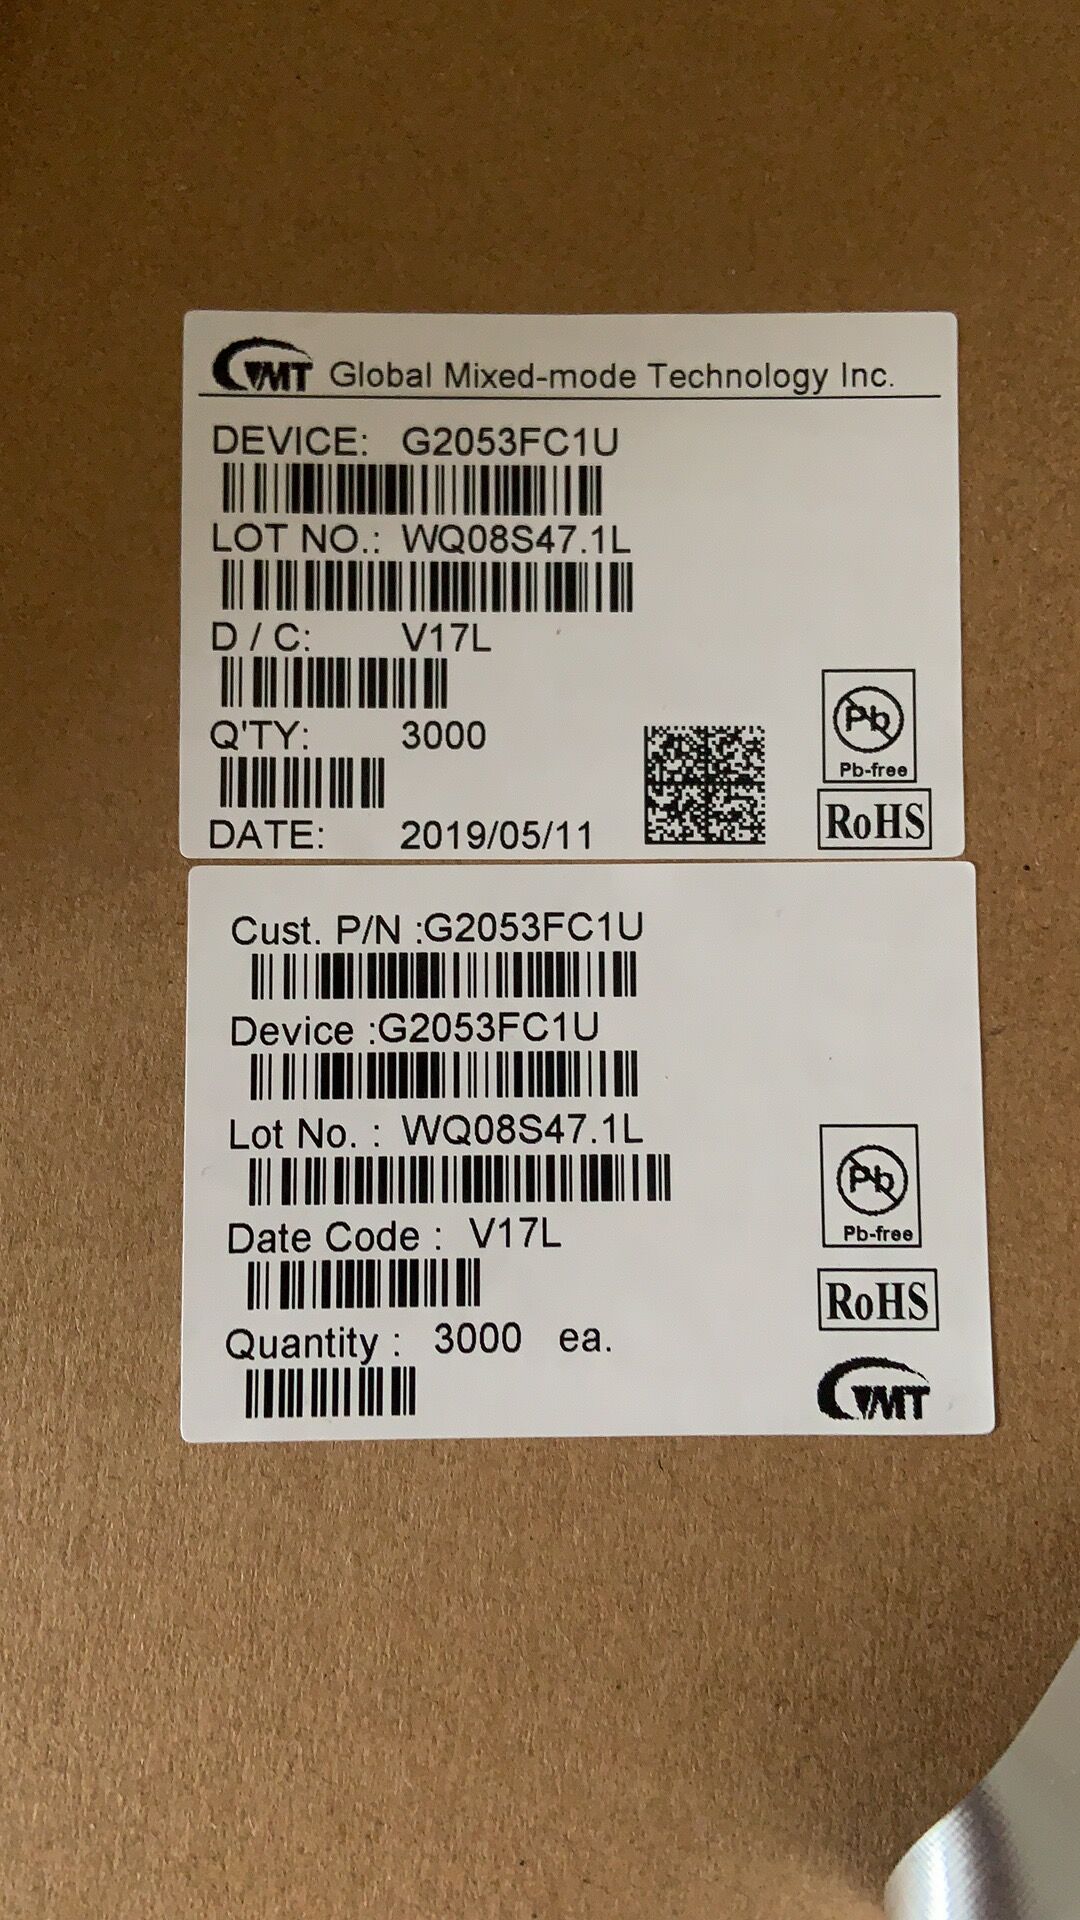 GMT Global Mixed-mode Technology Inc.
DEVICE: G2053FC1U
LOT NO.: WQ08S47.1L
D / C: V17L
Q'TY: 3000
DATE: 2019/05/11
Pb
Pb-free
RoHS
Cust. P/N :G2053FC1U
Device :G2053FC1U
Lot No. : WQ08S47.1L
Date Code : V17L
Quantity : 3000 ea.
Pb
Pb-free
RoHS
GMT